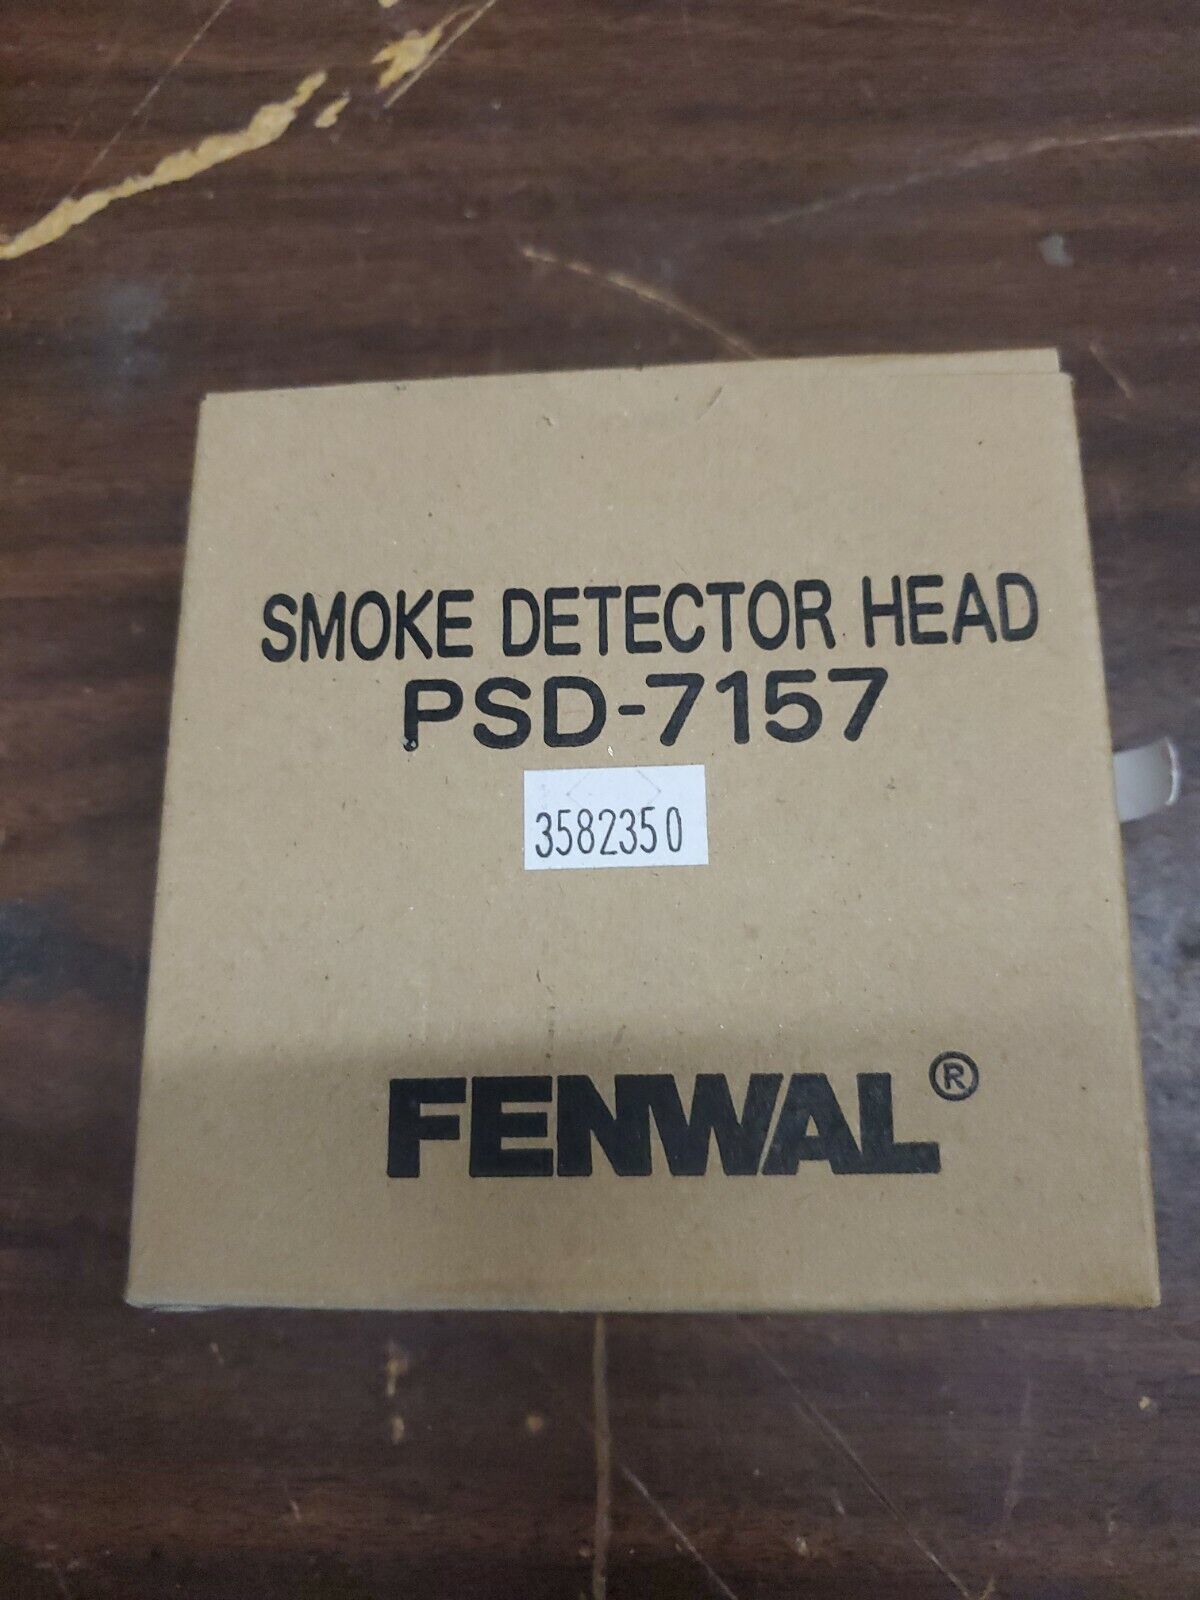 SMOKE DETECTOR HEAD
PSD-7157
3582350
FENWAL®